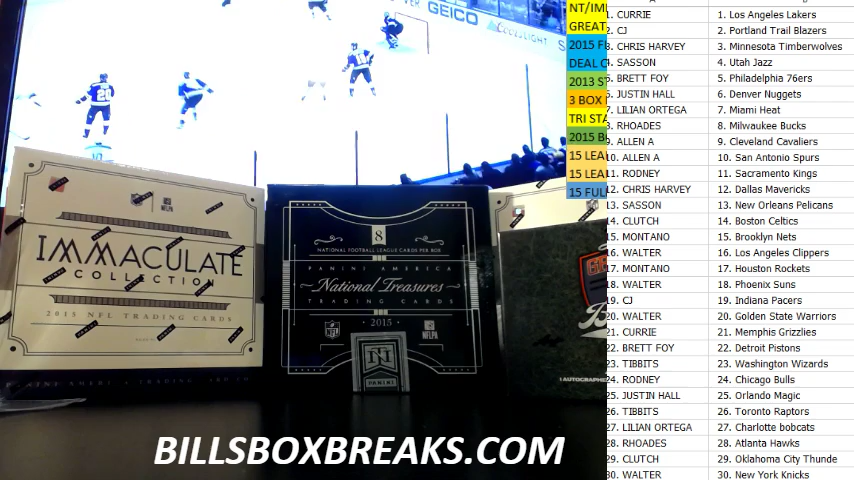 GEICO
Coors LIGHT
20
10
IMMACULATE
COLLECTION
2015 NFL TRADING CARDS
NFL
NFLPA
8
NATIONAL FOOTBALL LEAGUE CARDS PER BOX
PANINI AMERICA
National Treasures
TRADING CARDS
2015
NFL
NFLPA
NT
PANINI
BILLSBOXBREAKS.COM
NT/IM
GREAT
2015 F
DEAL
2013 S
3 BOX
TRI STA
2015 B
15 LEA
15 LEA
15 FUL
1. CURRIE 1. Los Angeles Lakers
2. CJ 2. Portland Trail Blazers
3. CHRIS HARVEY 3. Minnesota Timberwolves
4. SASSON 4. Utah Jazz
5. BRETT FOY 5. Philadelphia 76ers
6. JUSTIN HALL 6. Denver Nuggets
7. LILIAN ORTEGA 7. Miami Heat
8. RHOADES 8. Milwaukee Bucks
9. ALLEN A 9. Cleveland Cavaliers
10. ALLEN A 10. San Antonio Spurs
11. RODNEY 11. Sacramento Kings
12. CHRIS HARVEY 12. Dallas Mavericks
13. SASSON 13. New Orleans Pelicans
14. CLUTCH 14. Boston Celtics
15. MONTANO 15. Brooklyn Nets
16. WALTER 16. Los Angeles Clippers
17. MONTANO 17. Houston Rockets
18. WALTER 18. Phoenix Suns
19. CJ 19. Indiana Pacers
20. WALTER 20. Golden State Warriors
21. CURRIE 21. Memphis Grizzlies
22. BRETT FOY 22. Detroit Pistons
23. TIBBITS 23. Washington Wizards
24. RODNEY 24. Chicago Bulls
25. JUSTIN HALL 25. Orlando Magic
26. TIBBITS 26. Toronto Raptors
27. LILIAN ORTEGA 27. Charlotte bobcats
28. RHOADES 28. Atlanta Hawks
29. CLUTCH 29. Oklahoma City Thunde
30. WALTER 30. New York Knicks